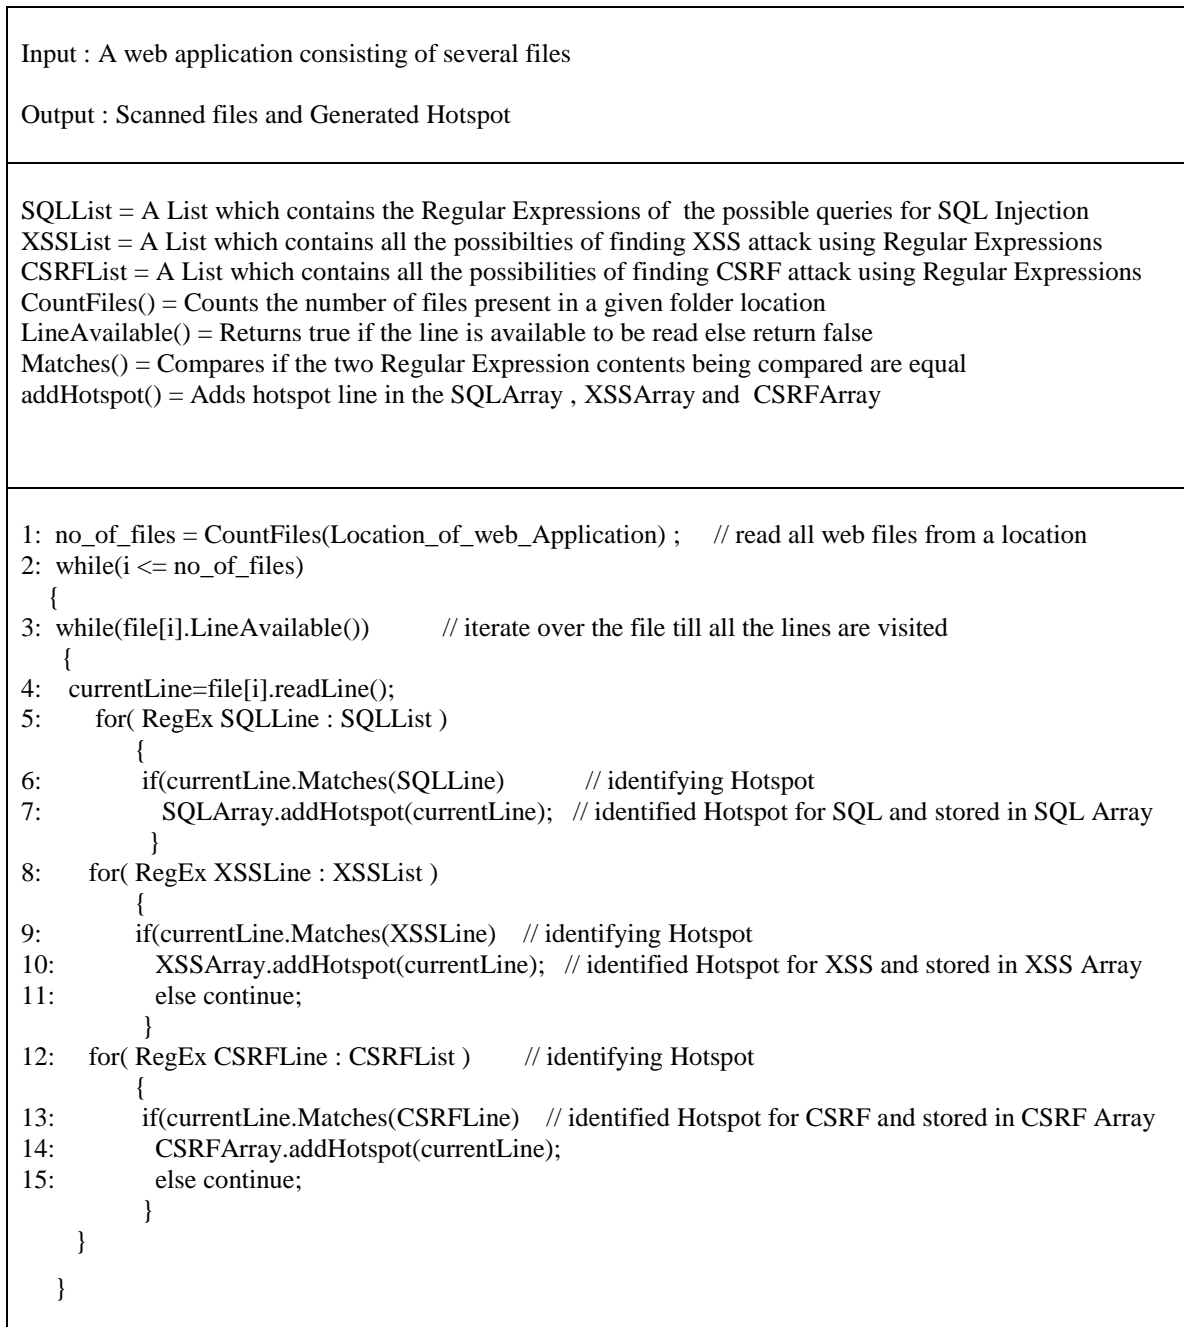 Input : A web application consisting of several files
Output : Scanned files and Generated Hotspot
SQLList = A List which contains the Regular Expressions of the possible queries for SQL Injection
XSSList = A List which contains all the possibilties of finding XSS attack using Regular Expressions
CSRFList = A List which contains all the possibilities of finding CSRF attack using Regular Expressions
CountFiles() = Counts the number of files present in a given folder location
LineAvailable() = Returns true if the line is available to be read else return false
Matches() = Compares if the two Regular Expression contents being compared are equal
addHotspot() = Adds hotspot line in the SQLArray , XSSArray and CSRFArray
1: no_of_files = CountFiles(Location_of_web_Application) ; // read all web files from a location
2: while(i <= no_of_files)
{
3: while(file[i].LineAvailable()) // iterate over the file till all the lines are visited
{
4: currentLine=file[i].readLine();
5: for( RegEx SQLLine : SQLList )
{
6: if(currentLine.Matches(SQLLine) // identifying Hotspot
7: SQLArray.addHotspot(currentLine); // identified Hotspot for SQL and stored in SQL Array
}
8: for( RegEx XSSLine : XSSList )
{
9: if(currentLine.Matches(XSSLine) // identifying Hotspot
10: XSSArray.addHotspot(currentLine); // identified Hotspot for XSS and stored in XSS Array
11: else continue;
}
12: for( RegEx CSRFLine : CSRFList ) // identifying Hotspot
{
13: if(currentLine.Matches(CSRFLine) // identified Hotspot for CSRF and stored in CSRF Array
14: CSRFArray.addHotspot(currentLine);
15: else continue;
}
}
}